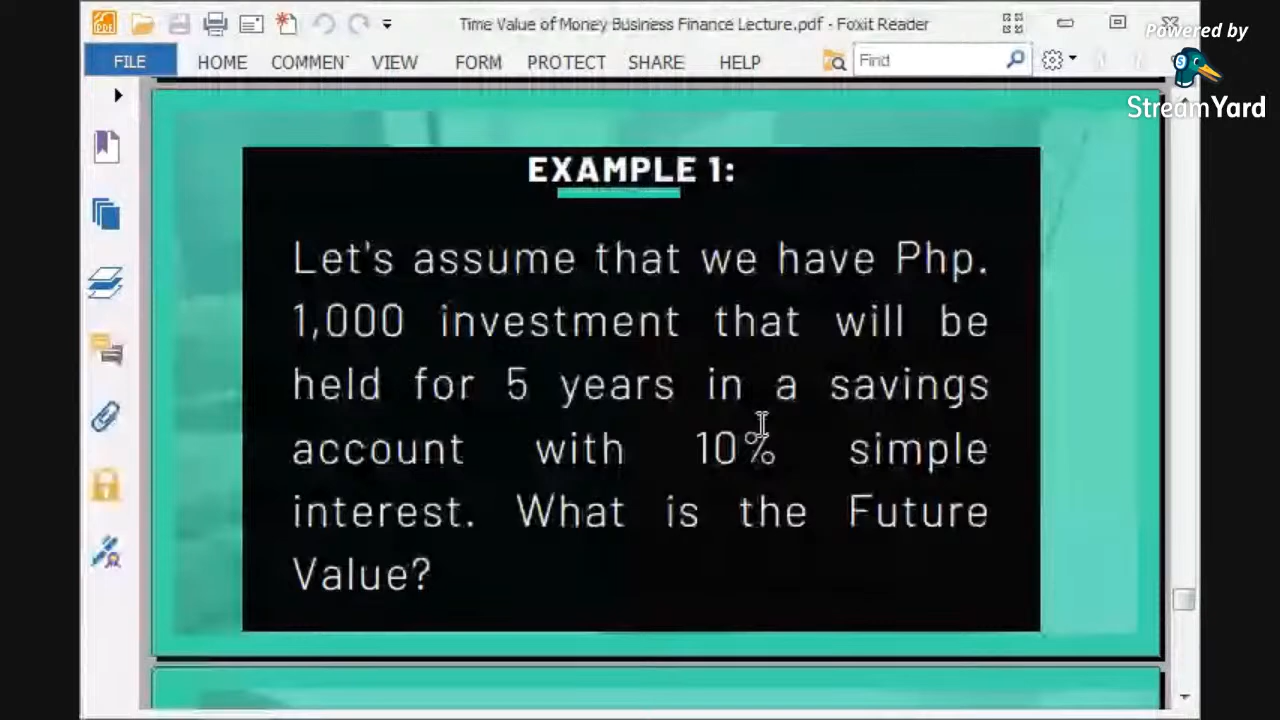 Time Value of Money Business Finance Lecture.pdf - Foxit Reader
Powered by
StreamYard
FILE HOME COMMEN VIEW FORM PROTECT SHARE HELP Find
EXAMPLE 1:
Let's assume that we have Php.
1,000 investment that will be
held for 5 years in a savings
account with 10% simple
interest. What is the Future
Value?